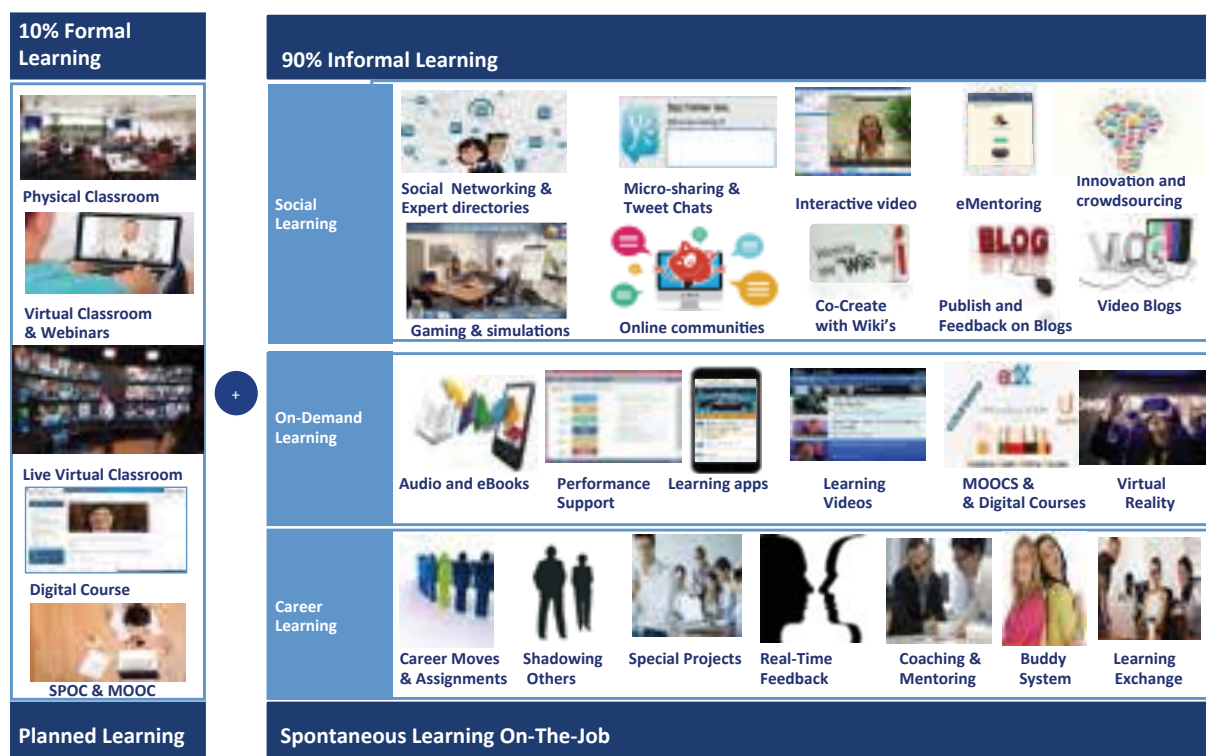 10% Formal
Learning
90% Informal Learning
Physical Classroom
Virtual Classroom
& Webinars
Live Virtual Classroom
Digital Course
SPOC & MOOC
Planned Learning
+
Social
Learning
Social Networking &
Expert directories
Micro-sharing &
Tweet Chats
Interactive video
eMentoring
Innovation and
crowdsourcing
Gaming & simulations
Online communities
"Wiki"
Co-Create
with Wiki's
BLOG
Publish and
Feedback on Blogs
VLOG
Video Blogs
On-Demand
Learning
Audio and eBooks
Performance
Support
Learning apps
Learning
Videos
edX
U
MOOCS &
& Digital Courses
Virtual
Reality
Career
Learning
Career Moves
& Assignments
Shadowing
Others
Special Projects
Real-Time
Feedback
Coaching &
Mentoring
Buddy
System
Learning
Exchange
Spontaneous Learning On-The-Job